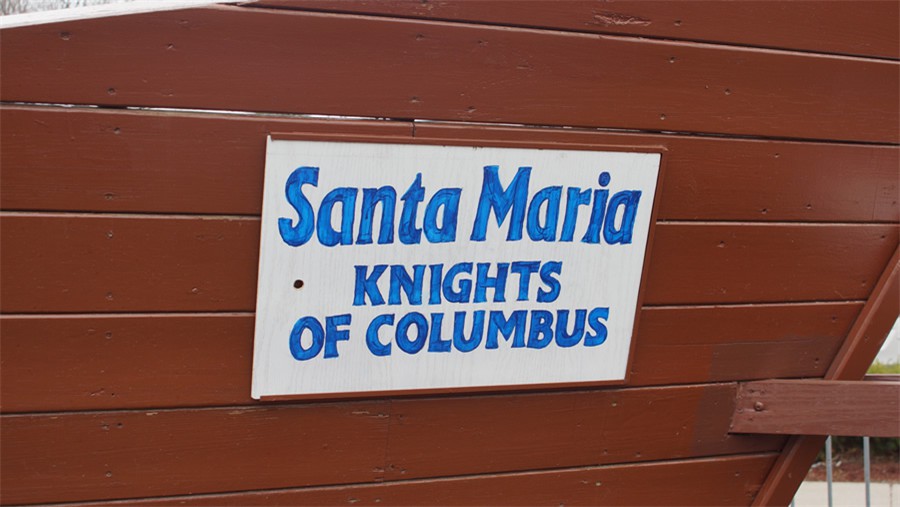 Santa Maria
KNIGHTS
OF COLUMBUS